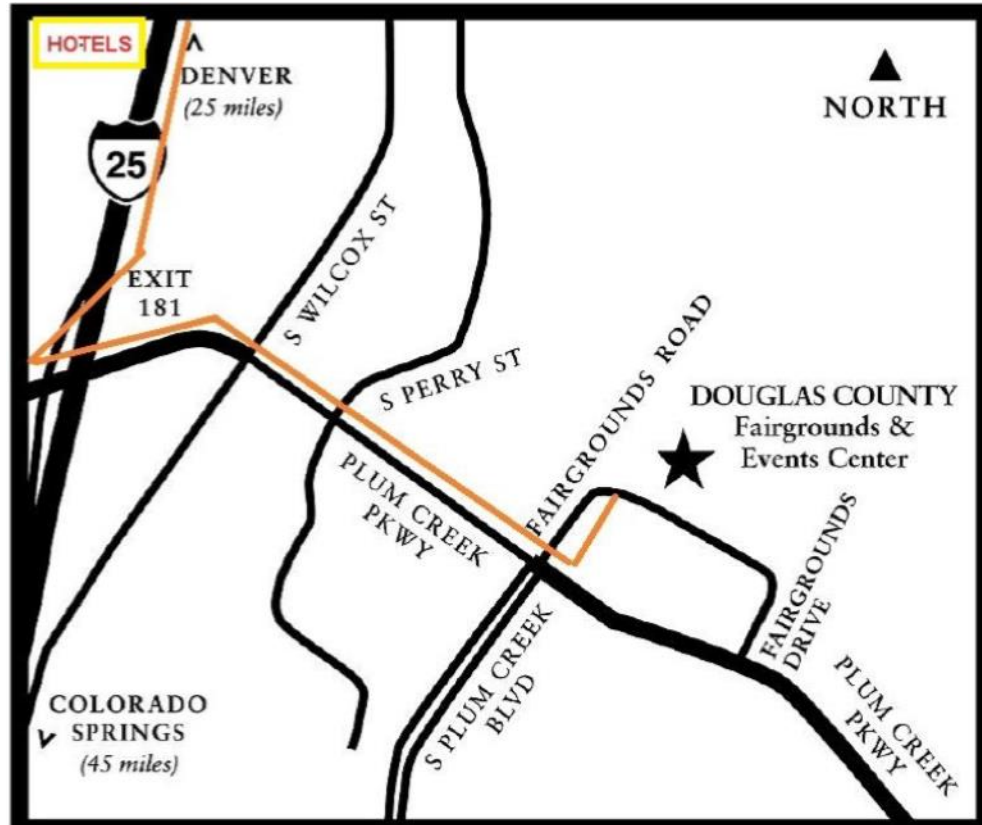 HOTELS
DENVER
(25 miles)
NORTH
25
EXIT
181
S WILCOX ST
S PERRY ST
FAIRGROUNDS ROAD
DOUGLAS COUNTY
Fairgrounds &
Events Center
PLUM CREEK
PKWY
FAIRGROUNDS
DRIVE
S PLUM CREEK
BLVD
PLUM CREEK
PKWY
COLORADO
SPRINGS
(45 miles)